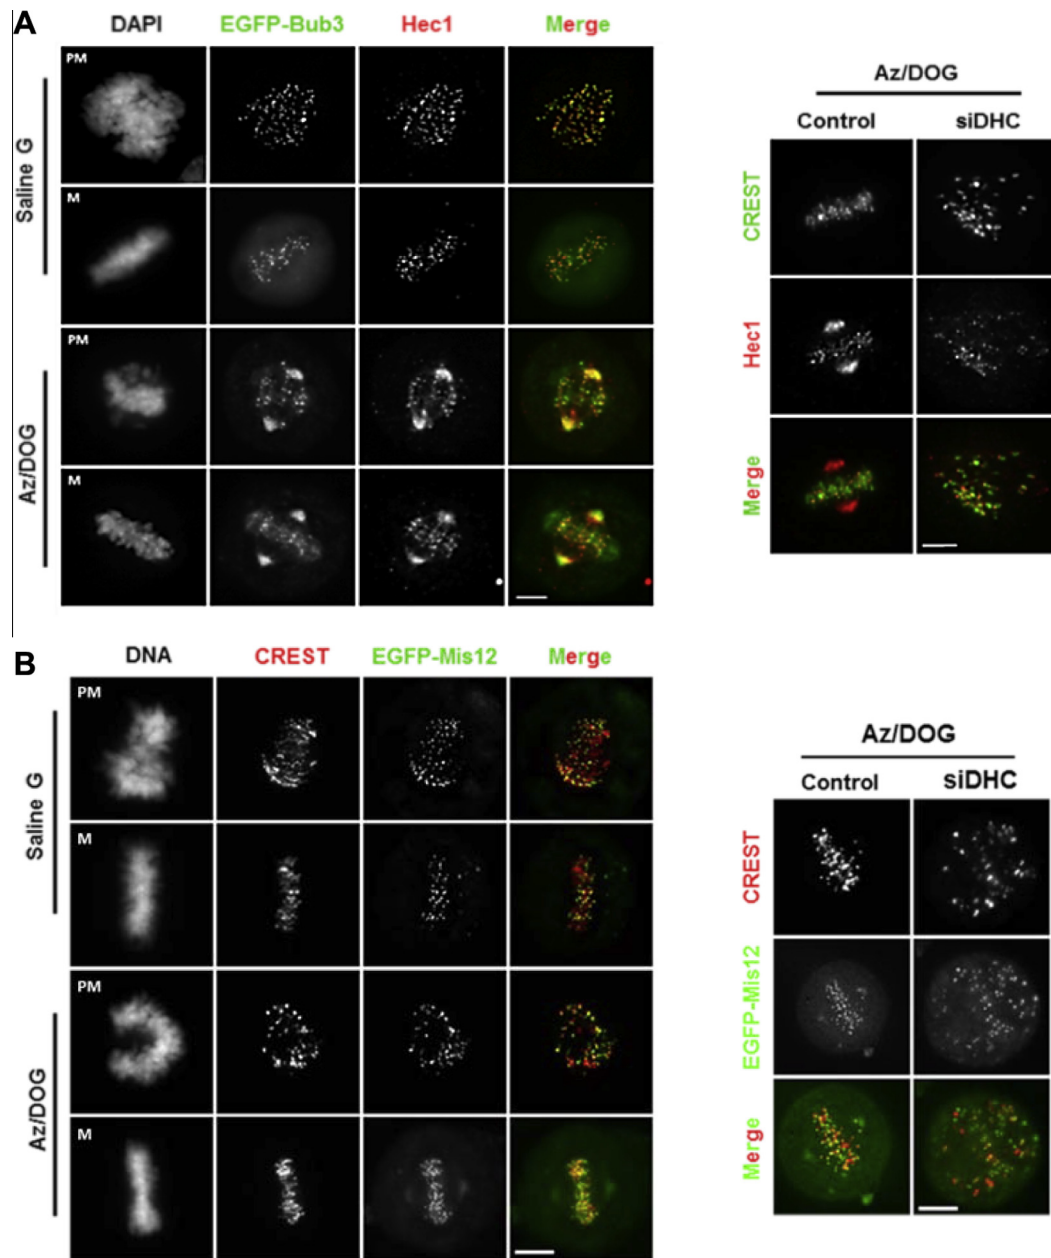 A
DAPI EGFP-Bub3 Hec1 Merge
Saline G
PM
M
Az/DOG
PM
M
Az/DOG
Control siDHC
CREST
Hec1
Merge
B
DNA CREST EGFP-Mis12 Merge
Saline G
PM
M
Az/DOG
PM
M
Az/DOG
Control siDHC
CREST
EGFP-Mis12
Merge